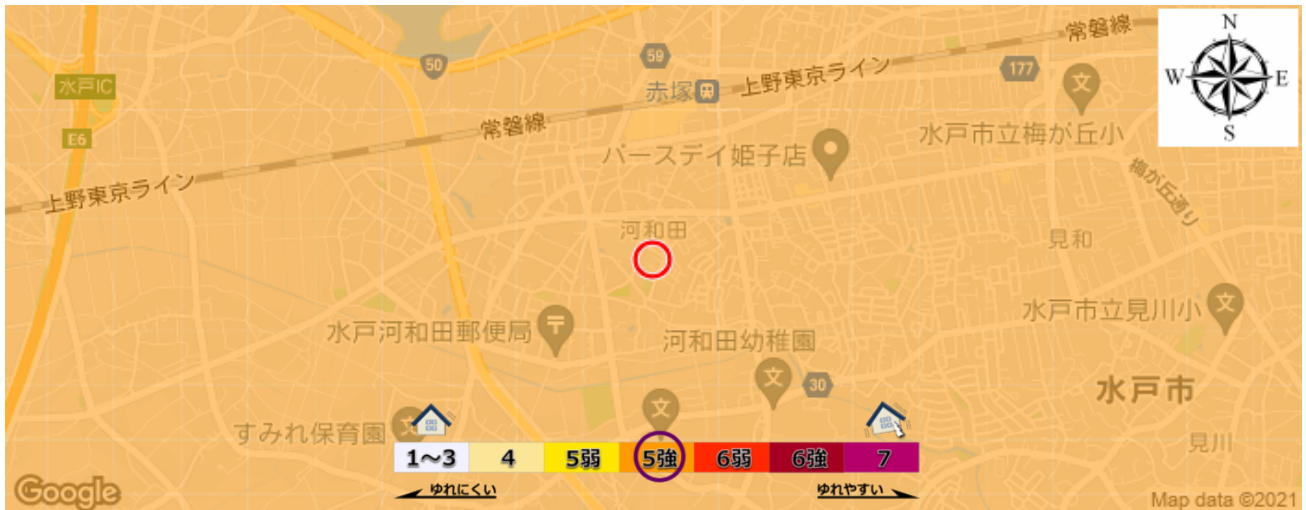 常磐線
N
W
E
S
59
50
177
赤塚
上野東京ライン
水戸IC
E6
常磐線
水戸市立梅が丘小
バースデイ姫子店
梅が丘通り
上野東京ライン
河和田
見和
水戸市立見川小
水戸河和田郵便局
河和田幼稚園
30
水戸市
すみれ保育園
見川
1～3 4 5弱 5強 6弱 6強 7
ゆれにくい ゆれやすい
Google
Map data ©2021